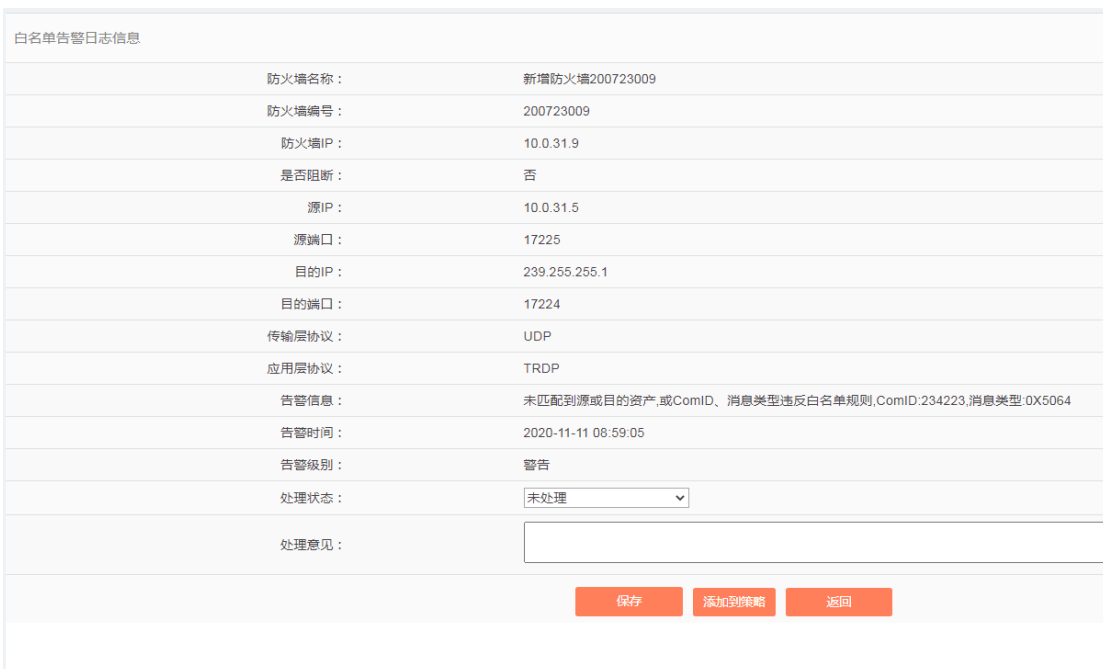 白名单告警日志信息
防火墙名称： 新增防火墙200723009
防火墙编号： 200723009
防火墙IP： 10.0.31.9
是否阻断： 否
源IP： 10.0.31.5
源端口： 17225
目的IP： 239.255.255.1
目的端口： 17224
传输层协议： UDP
应用层协议： TRDP
告警信息： 未匹配到源或目的资产,或ComID、消息类型违反白名单规则,ComID:234223,消息类型:0X5064
告警时间： 2020-11-11 08:59:05
告警级别： 警告
处理状态： 未处理
处理意见：
保存 添加到策略 返回